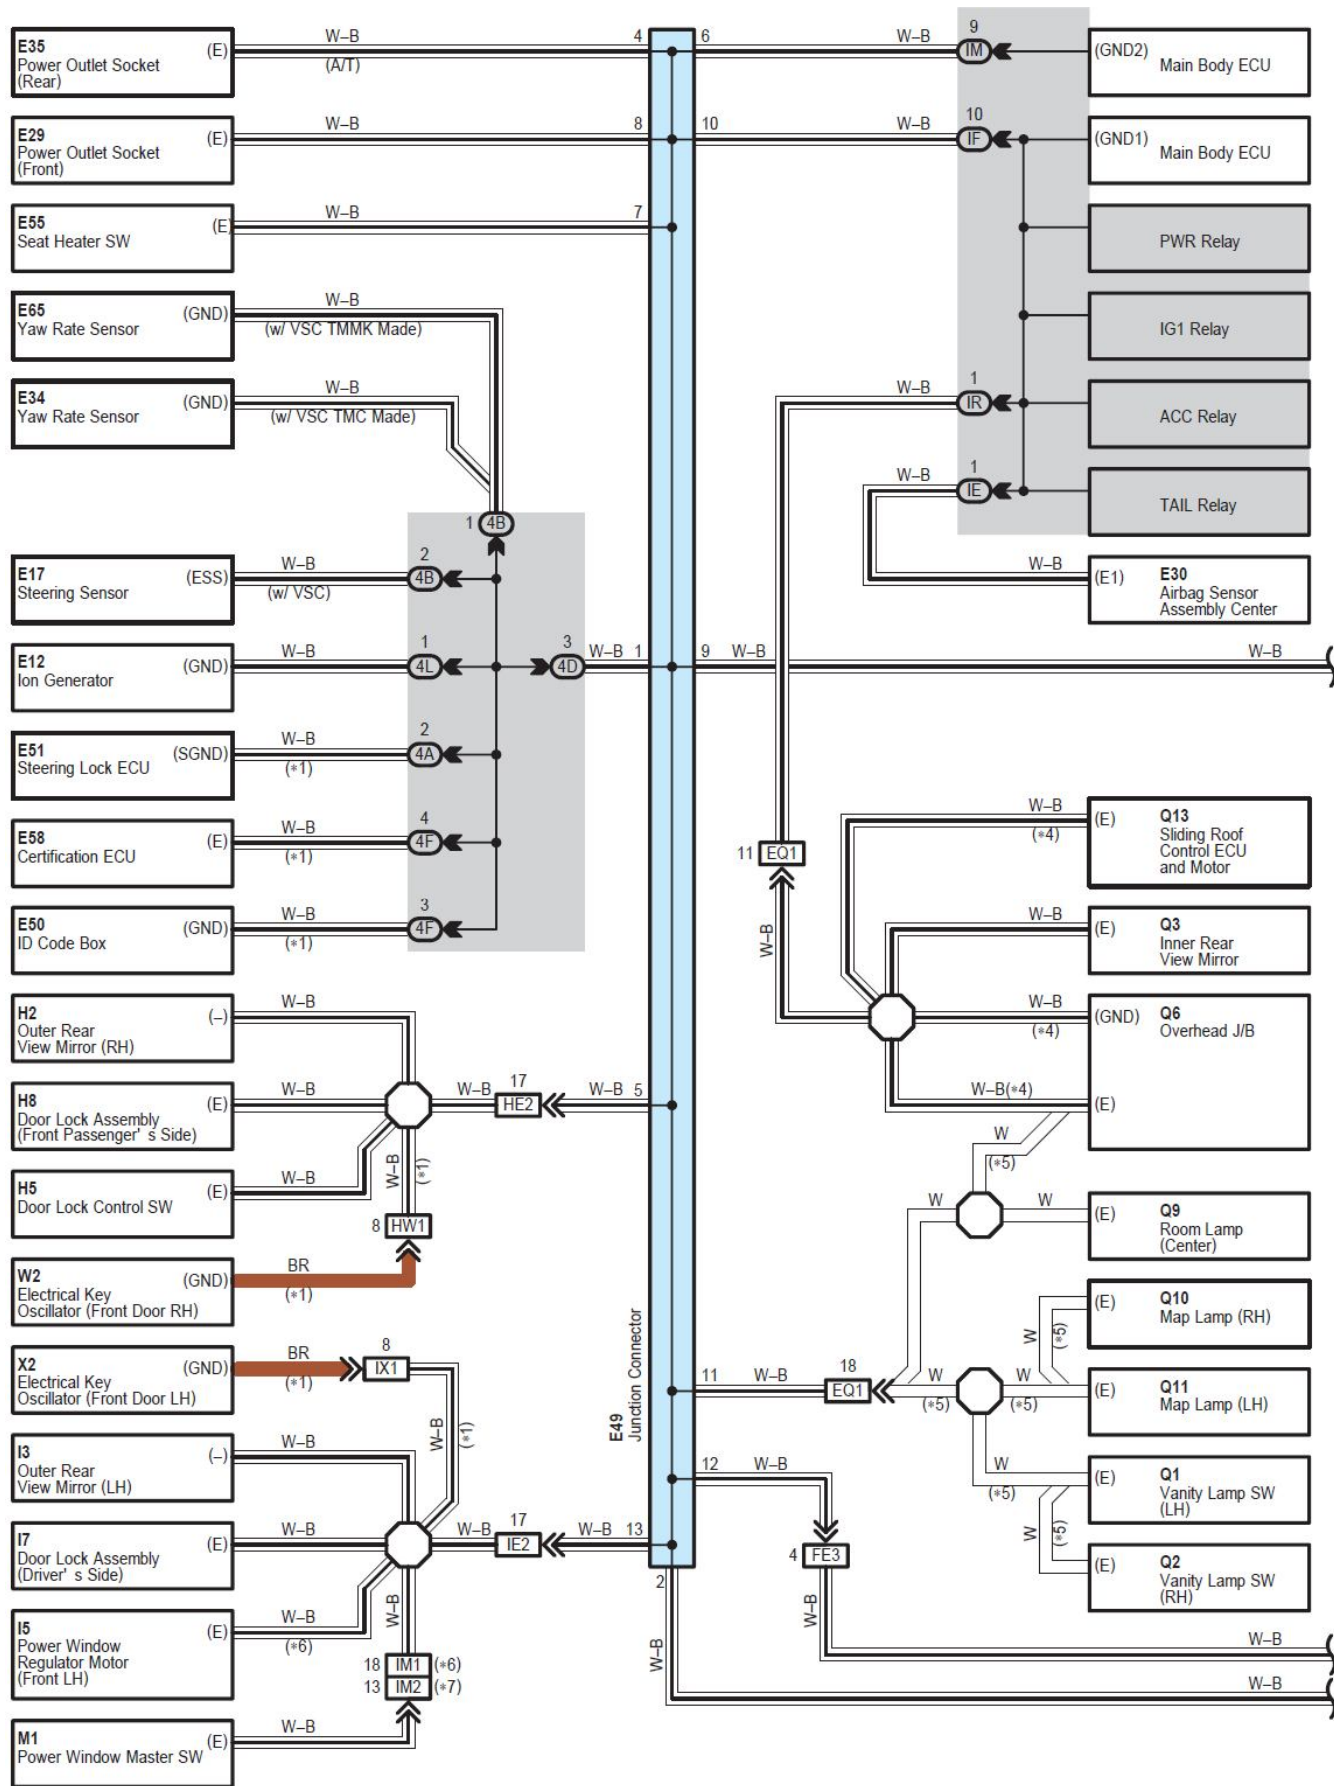 E35
Power Outlet Socket
(Rear)
(E)
W–B
(A/T)
4
6
W–B
9
IM
(GND2)
Main Body ECU
E29
Power Outlet Socket
(Front)
(E)
W–B
8
10
W–B
10
IF
(GND1)
Main Body ECU
E55
Seat Heater SW
(E)
W–B
7
PWR Relay
E65
Yaw Rate Sensor
(GND)
W–B
(w/ VSC TMMK Made)
IG1 Relay
E34
Yaw Rate Sensor
(GND)
W–B
(w/ VSC TMC Made)
W–B
1
IR
ACC Relay
W–B
1
IE
TAIL Relay
1 4B
E17
Steering Sensor
(ESS)
W–B
(w/ VSC)
2
4B
W–B
(E1)
E30
Airbag Sensor
Assembly Center
E12
Ion Generator
(GND)
W–B
1
4L
3
4D
W–B 1
9 W–B
W–B
E51
Steering Lock ECU
(SGND)
W–B
(*1)
2
4A
E58
Certification ECU
(E)
W–B
(*1)
4
4F
11 EQ1
W–B
(*4)
(E)
Q13
Sliding Roof
Control ECU
and Motor
E50
ID Code Box
(GND)
W–B
(*1)
3
4F
W–B
W–B
(E)
Q3
Inner Rear
View Mirror
H2
Outer Rear
View Mirror (RH)
(–)
W–B
W–B
(*4)
(GND)
Q6
Overhead J/B
H8
Door Lock Assembly
(Front Passenger' s Side)
(E)
W–B
W–B
17
HE2
W–B 5
W–B(*4)
(E)
W
(*5)
H5
Door Lock Control SW
(E)
W–B
W–B
(*1)
8 HW1
W
W
(E)
Q9
Room Lamp
(Center)
W2
Electrical Key
Oscillator (Front Door RH)
(GND)
BR
(*1)
W
(*5)
(E)
Q10
Map Lamp (RH)
X2
Electrical Key
Oscillator (Front Door LH)
(GND)
BR
(*1)
8
IX1
W–B
(*1)
E49
Junction Connector
11
W–B
18
EQ1
W
(*5)
W
(*5)
(E)
Q11
Map Lamp (LH)
I3
Outer Rear
View Mirror (LH)
(–)
W–B
12
W–B
W
(*5)
(E)
Q1
Vanity Lamp SW
(LH)
I7
Door Lock Assembly
(Driver' s Side)
(E)
W–B
W–B
17
IE2
W–B 13
4 FE3
W
(*5)
(E)
Q2
Vanity Lamp SW
(RH)
2
I5
Power Window
Regulator Motor
(Front LH)
(E)
W–B
(*6)
W–B
18 IM1 (*6)
13 IM2 (*7)
W–B
W–B
W–B
W–B
M1
Power Window Master SW
(E)
W–B